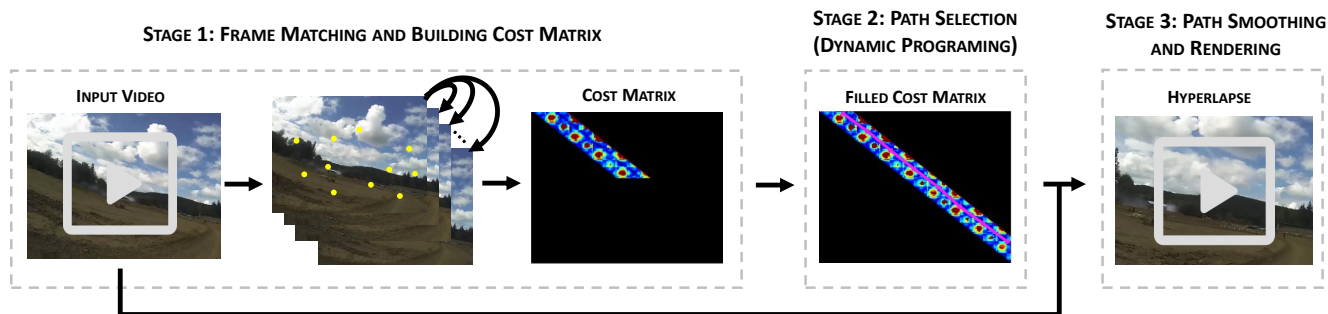 STAGE 1: FRAME MATCHING AND BUILDING COST MATRIX
INPUT VIDEO
COST MATRIX
STAGE 2: PATH SELECTION
(DYNAMIC PROGRAMING)
FILLED COST MATRIX
STAGE 3: PATH SMOOTHING
AND RENDERING
HYPERLAPSE